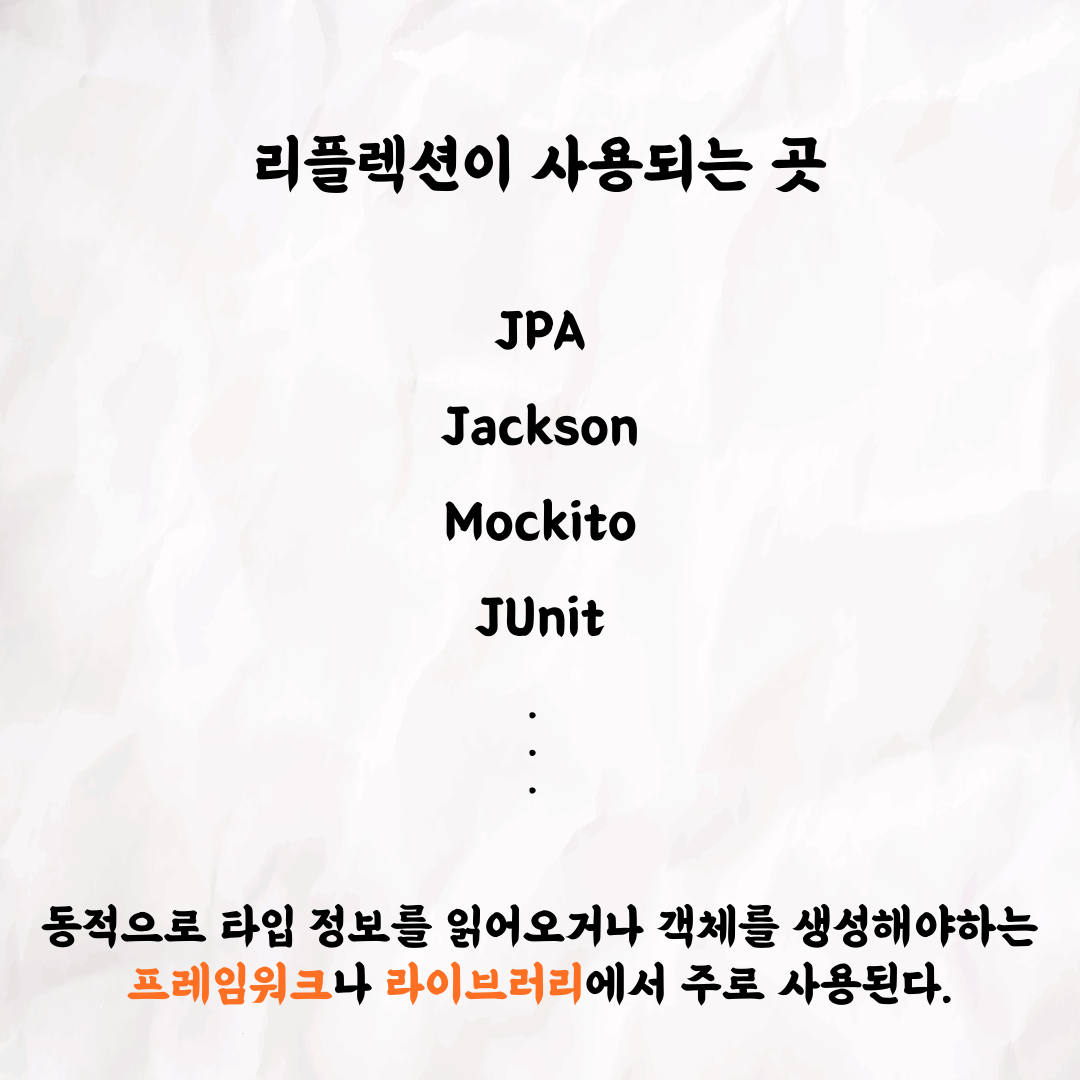 리플렉션이 사용되는 곳
JPA
Jackson
Mockito
JUnit
.
.
.
동적으로 타입 정보를 읽어오거나 객체를 생성해야하는
프레임워크나 라이브러리에서 주로 사용된다.